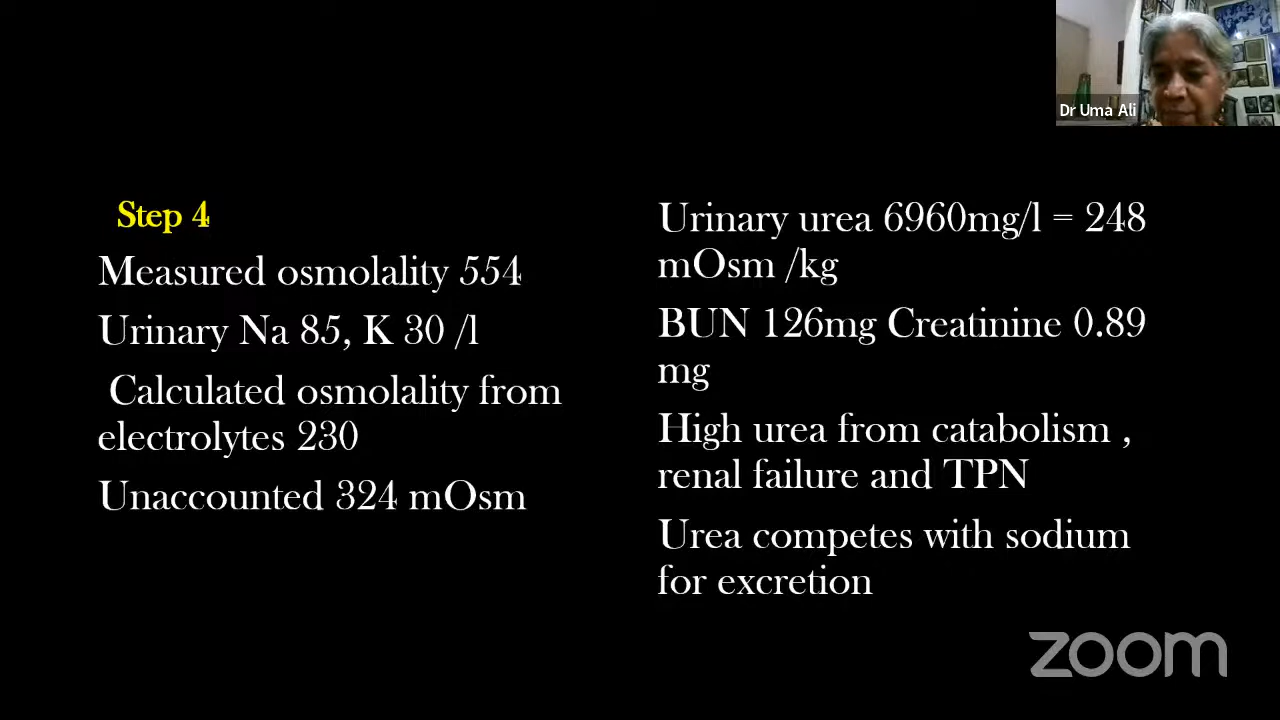 Dr Uma Ali
Step 4
Measured osmolality 554
Urinary Na 85, K 30 /l
Calculated osmolality from
electrolytes 230
Unaccounted 324 mOsm
Urinary urea 6960mg/l = 248
mOsm /kg
BUN 126mg Creatinine 0.89
mg
High urea from catabolism ,
renal failure and TPN
Urea competes with sodium
for excretion
zoom